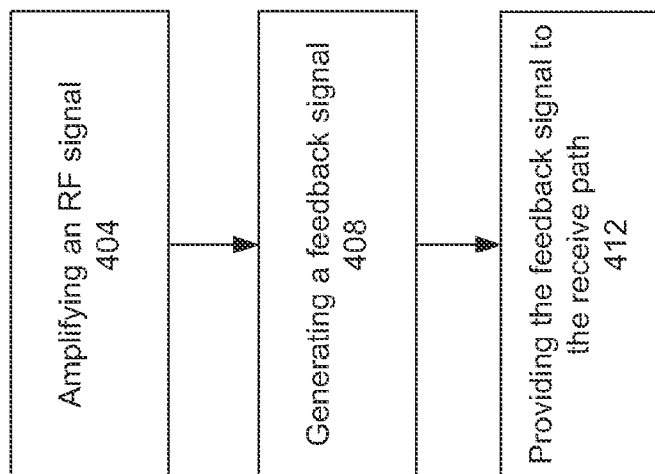 Amplifying an RF signal
404
Generating a feedback signal
408
Providing the feedback signal to
the receive path
412